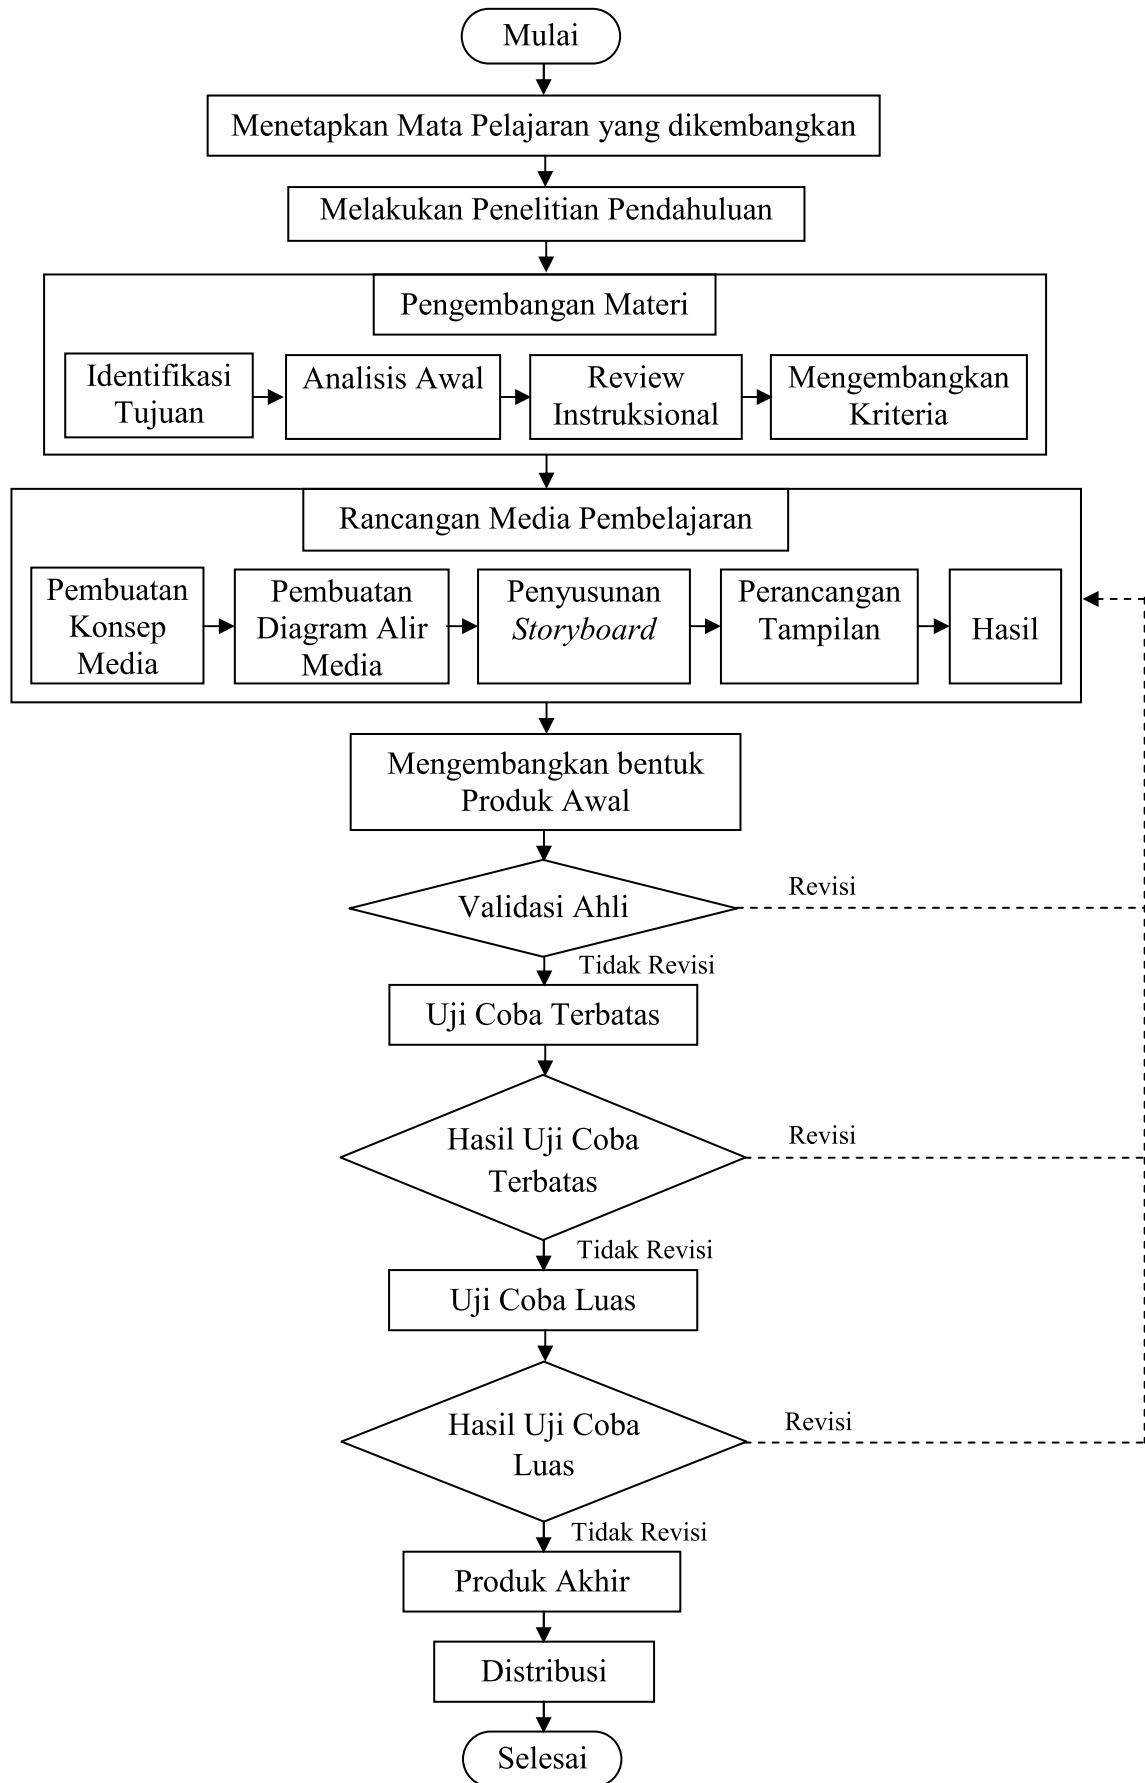 Mulai
Menetapkan Mata Pelajaran yang dikembangkan
Melakukan Penelitian Pendahuluan
Pengembangan Materi
Identifikasi
Tujuan
Analisis Awal
Review
Instruksional
Mengembangkan
Kriteria
Rancangan Media Pembelajaran
Pembuatan
Konsep
Media
Pembuatan
Diagram Alir
Media
Penyusunan
Storyboard
Perancangan
Tampilan
Hasil
Mengembangkan bentuk
Produk Awal
Validasi Ahli
Revisi
Tidak Revisi
Uji Coba Terbatas
Hasil Uji Coba
Terbatas
Revisi
Tidak Revisi
Uji Coba Luas
Hasil Uji Coba
Luas
Revisi
Tidak Revisi
Produk Akhir
Distribusi
Selesai